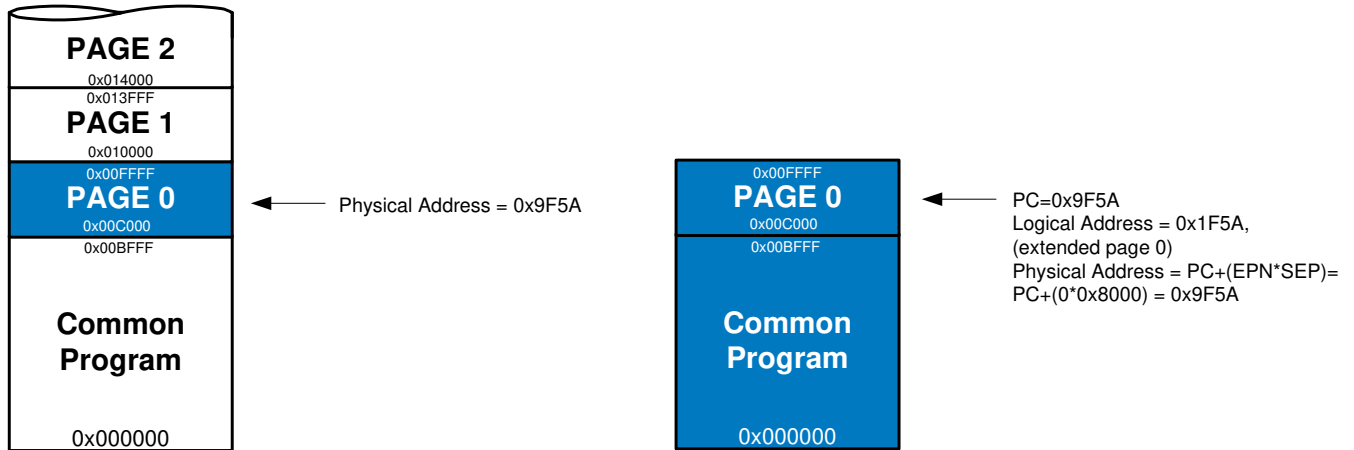 PAGE 2
0x014000
0x013FFF
PAGE 1
0x010000
0x00FFFF
PAGE 0
0x00C000
0x00BFFF
Common
Program
0x000000
Physical Address = 0x9F5A
0x00FFFF
PAGE 0
0x00C000
0x00BFFF
Common
Program
0x000000
PC=0x9F5A
Logical Address = 0x1F5A,
(extended page 0)
Physical Address = PC+(EPN*SEP)=
PC+(0*0x8000) = 0x9F5A